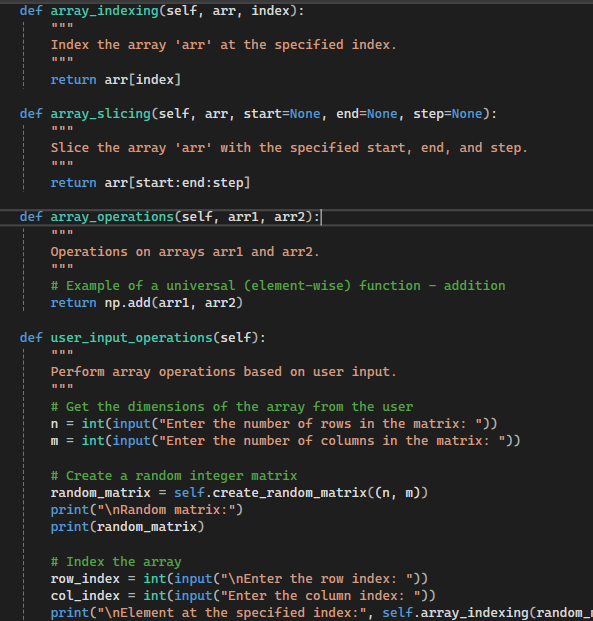 def array_indexing(self, arr, index):
"""
Index the array 'arr' at the specified index.
"""
return arr[index]
def array_slicing(self, arr, start=None, end=None, step=None):
"""
Slice the array 'arr' with the specified start, end, and step.
"""
return arr[start:end:step]
def array_operations(self, arr1, arr2):
"""
Operations on arrays arr1 and arr2.
"""
# Example of a universal (element-wise) function - addition
return np.add(arr1, arr2)
def user_input_operations(self):
"""
Perform array operations based on user input.
"""
# Get the dimensions of the array from the user
n = int(input("Enter the number of rows in the matrix: "))
m = int(input("Enter the number of columns in the matrix: "))
# Create a random integer matrix
random_matrix = self.create_random_matrix((n, m))
print("\nRandom matrix:")
print(random_matrix)
# Index the array
row_index = int(input("\nEnter the row index: "))
col_index = int(input("Enter the column index: "))
print("\nElement at the specified index:", self.array_indexing(random_